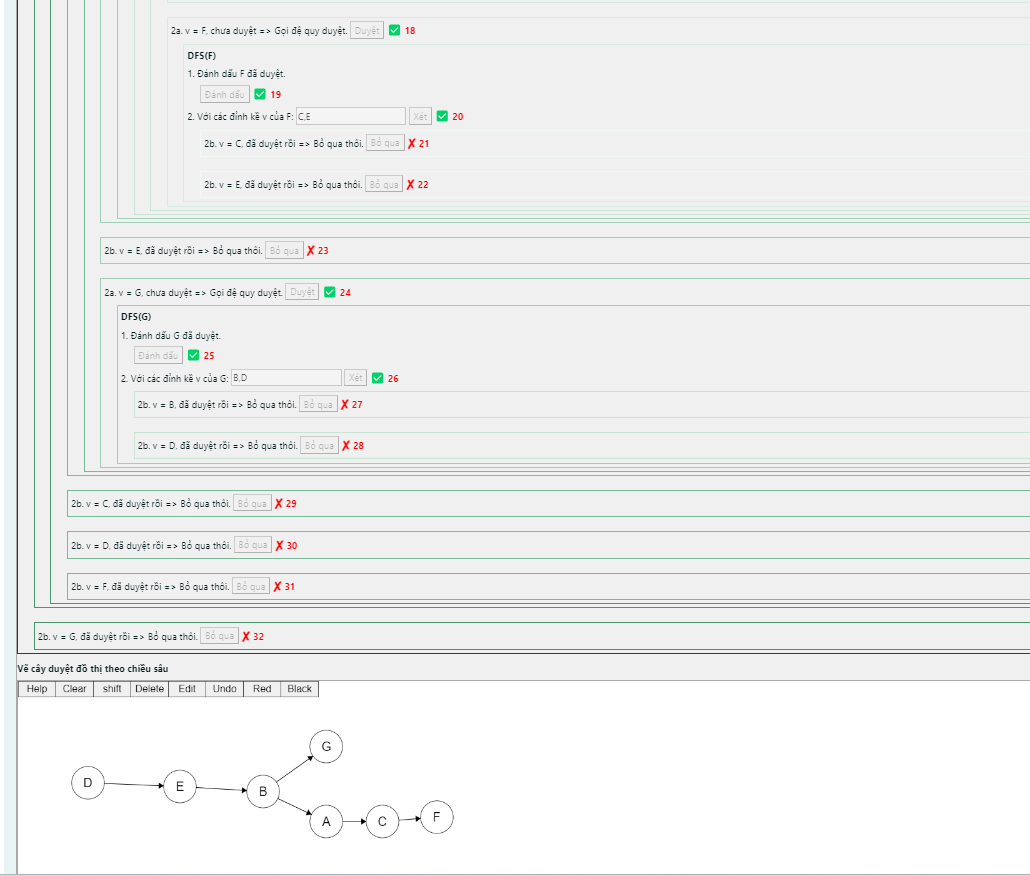 2a. v = F, chưa duyệt => Gọi đệ quy duyệt. Duyệt 18
DFS(F)
1. Đánh dấu F đã duyệt.
Đánh dấu 19
2. Với các đỉnh kề v của F: C,E Xét 20
2b. v = C, đã duyệt rồi => Bỏ qua thôi. Bỏ qua ✘ 21
2b. v = E, đã duyệt rồi => Bỏ qua thôi. Bỏ qua ✘ 22
2b. v = E, đã duyệt rồi => Bỏ qua thôi. Bỏ qua ✘ 23
2a. v = G, chưa duyệt => Gọi đệ quy duyệt. Duyệt 24
DFS(G)
1. Đánh dấu G đã duyệt.
Đánh dấu 25
2. Với các đỉnh kề v của G: B,D Xét 26
2b. v = B, đã duyệt rồi => Bỏ qua thôi. Bỏ qua ✘ 27
2b. v = D, đã duyệt rồi => Bỏ qua thôi. Bỏ qua ✘ 28
2b. v = C, đã duyệt rồi => Bỏ qua thôi. Bỏ qua ✘ 29
2b. v = D, đã duyệt rồi => Bỏ qua thôi. Bỏ qua ✘ 30
2b. v = F, đã duyệt rồi => Bỏ qua thôi. Bỏ qua ✘ 31
2b. v = G, đã duyệt rồi => Bỏ qua thôi. Bỏ qua ✘ 32
Vẽ cây duyệt đồ thị theo chiều sâu
Help Clear shift Delete Edit Undo Red Black
G
D E B
A C F